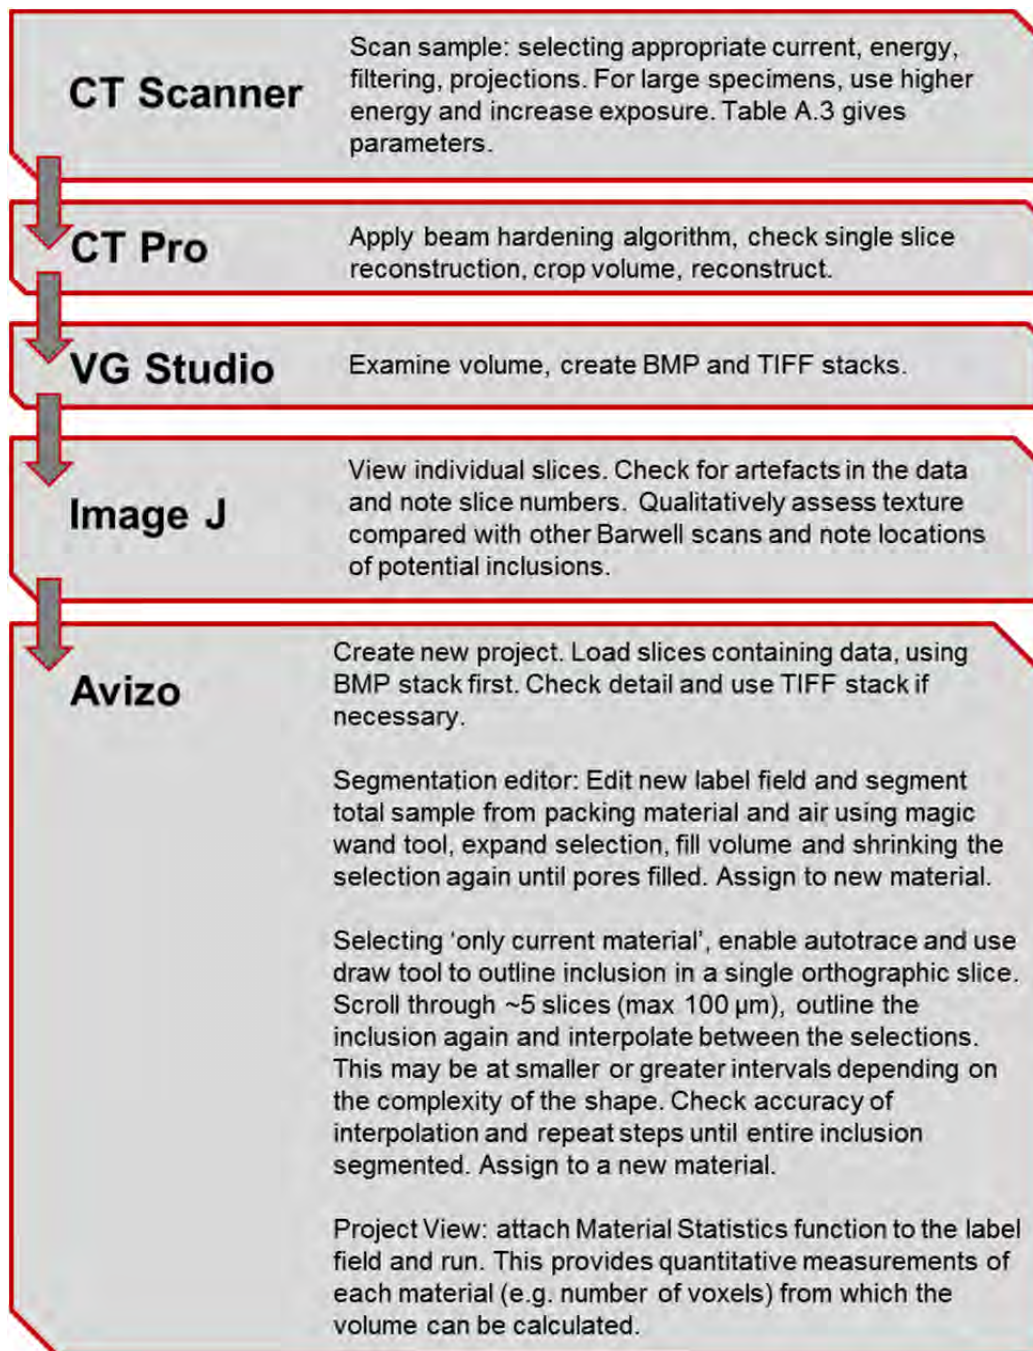 CT Scanner
Scan sample: selecting appropriate current, energy,
filtering, projections. For large specimens, use higher
energy and increase exposure. Table A.3 gives
parameters.
CT Pro
Apply beam hardening algorithm, check single slice
reconstruction, crop volume, reconstruct.
VG Studio
Examine volume, create BMP and TIFF stacks.
Image J
View individual slices. Check for artefacts in the data
and note slice numbers. Qualitatively assess texture
compared with other Barwell scans and note locations
of potential inclusions.
Avizo
Create new project. Load slices containing data, using
BMP stack first. Check detail and use TIFF stack if
necessary.
Segmentation editor: Edit new label field and segment
total sample from packing material and air using magic
wand tool, expand selection, fill volume and shrinking the
selection again until pores filled. Assign to new material.
Selecting ‘only current material’, enable autotrace and use
draw tool to outline inclusion in a single orthographic slice.
Scroll through ~5 slices (max 100 µm), outline the
inclusion again and interpolate between the selections.
This may be at smaller or greater intervals depending on
the complexity of the shape. Check accuracy of
interpolation and repeat steps until entire inclusion
segmented. Assign to a new material.
Project View: attach Material Statistics function to the label
field and run. This provides quantitative measurements of
each material (e.g. number of voxels) from which the
volume can be calculated.